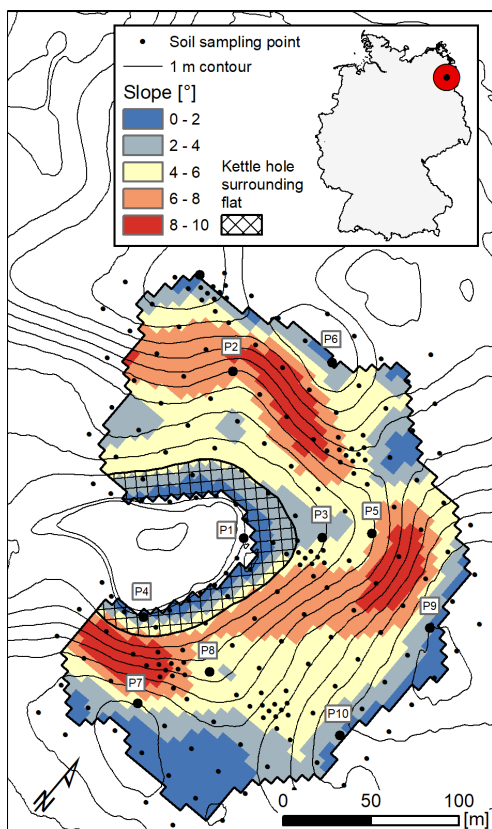 Soil sampling point
1 m contour
Slope [°]
0 - 2
2 - 4
4 - 6
6 - 8
8 - 10
Kettle hole
surrounding
flat
P6
P2
P1
P3
P5
P4
P9
P8
P7
P10
N
0 50 100
[m]